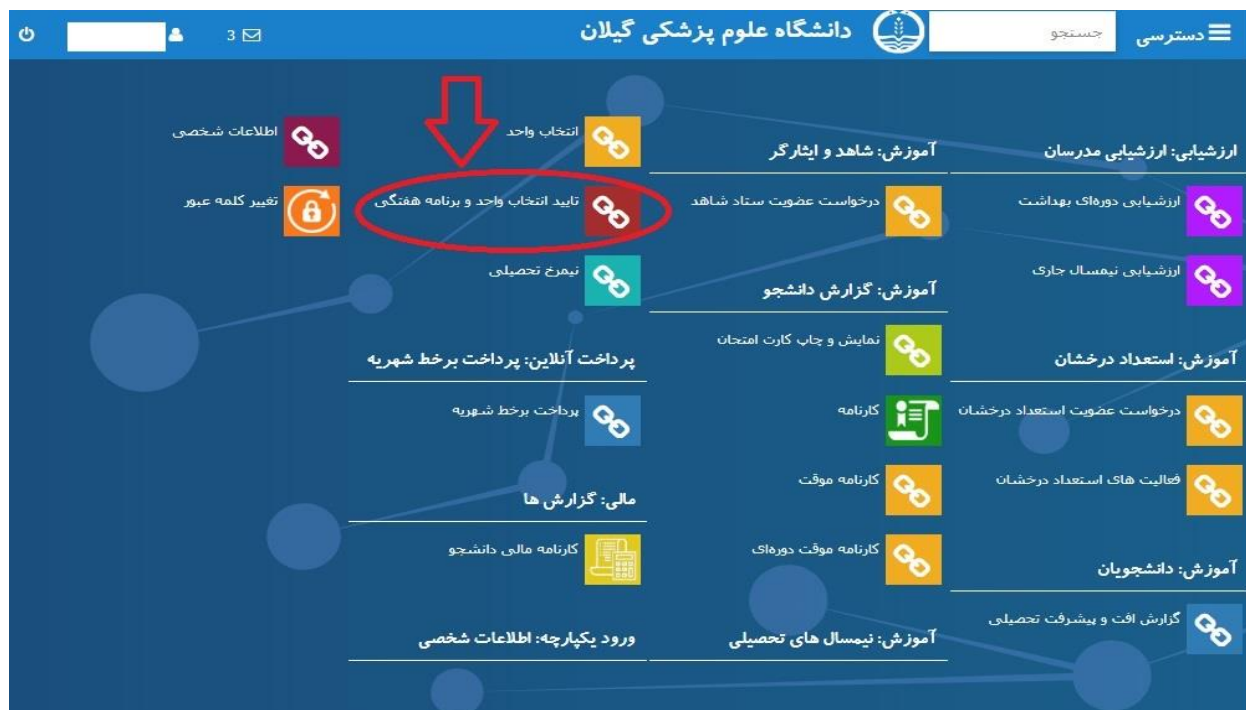 دسترسی
جستجو
دانشگاه علوم پزشکی گیلان
3
ارزشیابی: ارزشیابی مدرسان
ارزشیابی دوره‌ای بهداشت
ارزشیابی نیمسال جاری
آموزش: استعداد درخشان
درخواست عضویت استعداد درخشان
فعالیت های استعداد درخشان
آموزش: دانشجویان
گزارش افت و پیشرفت تحصیلی
آموزش: شاهد و ایثارگر
درخواست عضویت ستاد شاهد
آموزش: گزارش دانشجو
نمایش و چاپ کارت امتحان
کارنامه
کارنامه موقت
کارنامه موقت دوره‌ای
آموزش: نیمسال های تحصیلی
انتخاب واحد
تایید انتخاب واحد و برنامه هفتگی
نیمرخ تحصیلی
پرداخت آنلاین: پرداخت برخط شهریه
پرداخت برخط شهریه
مالی: گزارش ها
کارنامه مالی دانشجو
ورود یکپارچه: اطلاعات شخصی
اطلاعات شخصی
تغییر کلمه عبور